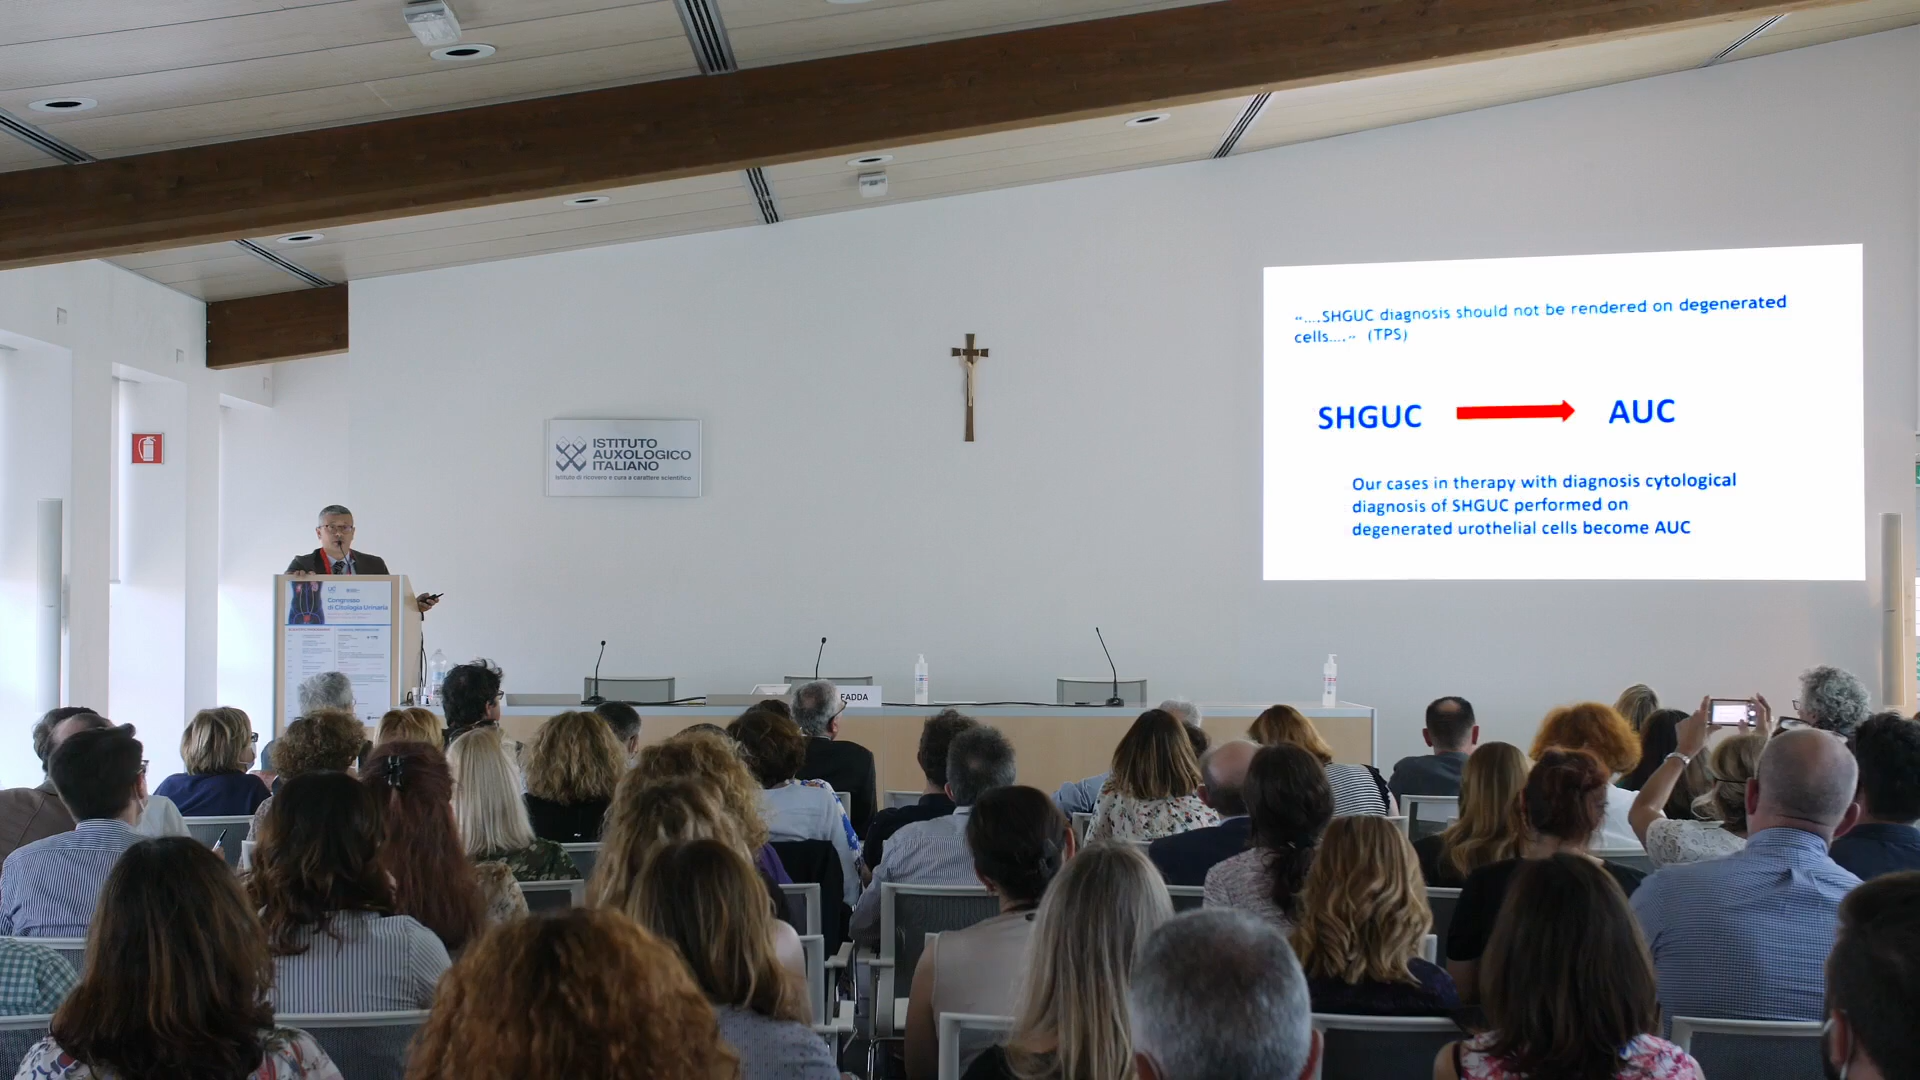 «....SHGUC diagnosis should not be rendered on degenerated
cells....» (TPS)
SHGUC
AUC
Our cases in therapy with diagnosis cytological
diagnosis of SHGUC performed on
degenerated urothelial cells become AUC
ISTITUTO
AUXOLOGICO
ITALIANO
Istituto di ricovero e cura a carattere scientifico
Congresso
di Citologia Urinaria
FADDA